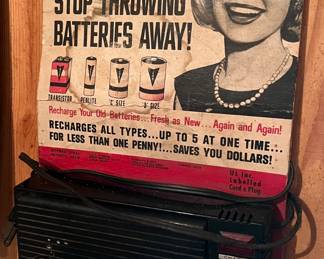 STOP THROWING
BATTERIES AWAY!
TRANSISTOR PENLITE 'C' SIZE 'D' SIZE
Recharge Your Old Batteries... Fresh as New... Again and Again!
RECHARGES ALL TYPES... UP TO 5 AT ONE TIME...
FOR LESS THAN ONE PENNY!... SAVES YOU DOLLARS!
UL Inc.
Labelled
Cord & Plug